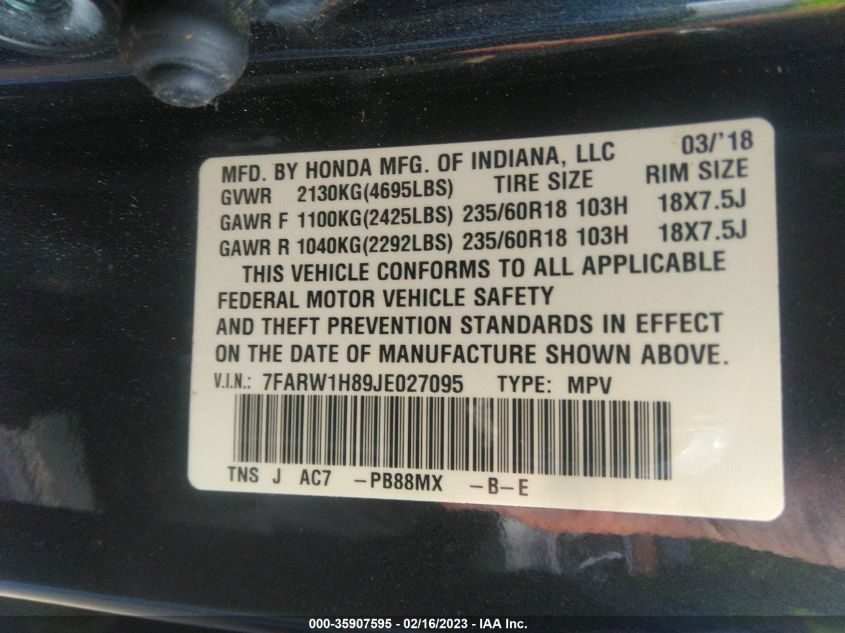 MFD. BY HONDA MFG. OF INDIANA, LLC 03/'18
GVWR 2130KG(4695LBS) TIRE SIZE RIM SIZE
GAWR F 1100KG(2425LBS) 235/60R18 103H 18X7.5J
GAWR R 1040KG(2292LBS) 235/60R18 103H 18X7.5J
THIS VEHICLE CONFORMS TO ALL APPLICABLE
FEDERAL MOTOR VEHICLE SAFETY
AND THEFT PREVENTION STANDARDS IN EFFECT
ON THE DATE OF MANUFACTURE SHOWN ABOVE.
V.I.N.: 7FARW1H89JE027095 TYPE: MPV
TNS J AC7 -PB88MX -B-E
000-35907595 - 02/16/2023 - IAA Inc.